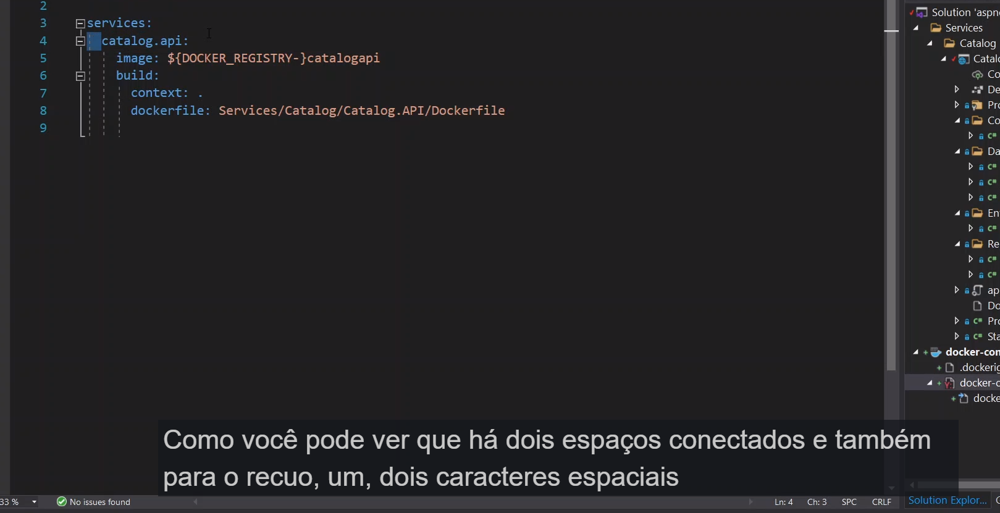 2
3 services:
4 catalog.api:
5 image: ${DOCKER_REGISTRY-}catalogapi
6 build:
7 context: .
8 dockerfile: Services/Catalog/Catalog.API/Dockerfile
9
Solution 'aspn
Services
Catalog
Catalo
Co
De
Pro
Co
C#
Da
C#
C#
C#
En
C#
Re
C#
C#
ap
Do
C# Pro
C# Sta
docker-con
.dockerig
docker-c
docke
Como você pode ver que há dois espaços conectados e também
para o recuo, um, dois caracteres espaciais
33 % No issues found Ln: 4 Ch: 3 SPC CRLF
Solution Explor...